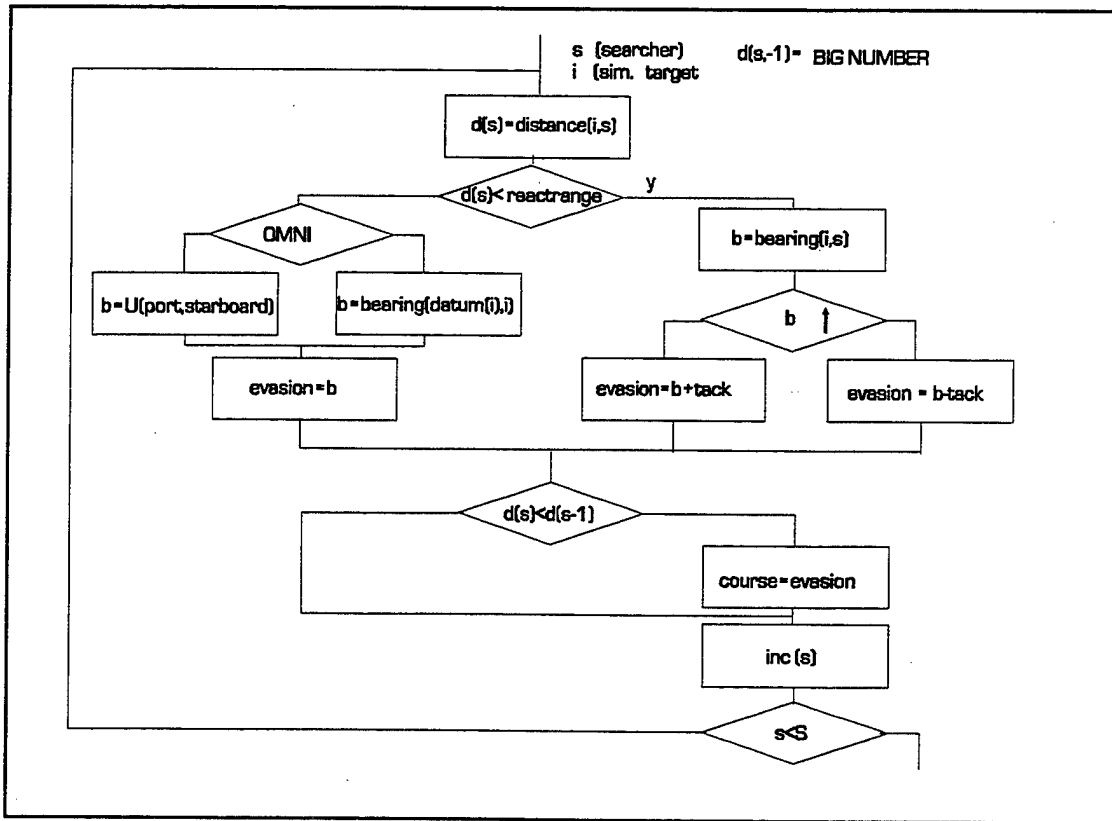 s (searcher) d(s,-1)= BIG NUMBER
i (sim. target
d(s)=distance(i,s)
d(s)< reactrange
y
OMNI
b=bearing(i,s)
b=U(port,starboard)
b=bearing(datum(i),i)
b ↑
evasion=b
evasion=b+tack
evasion = b-tack
d(s)<d(s-1)
course=evasion
inc (s)
s<S